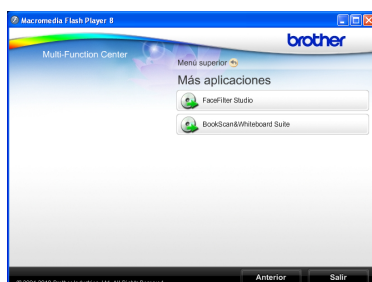 Macromedia Flash Player 8
brother
Multi-Function Center
Menú superior
Más aplicaciones
FaceFilter Studio
BookScan&Whiteboard Suite
Anterior
Salir